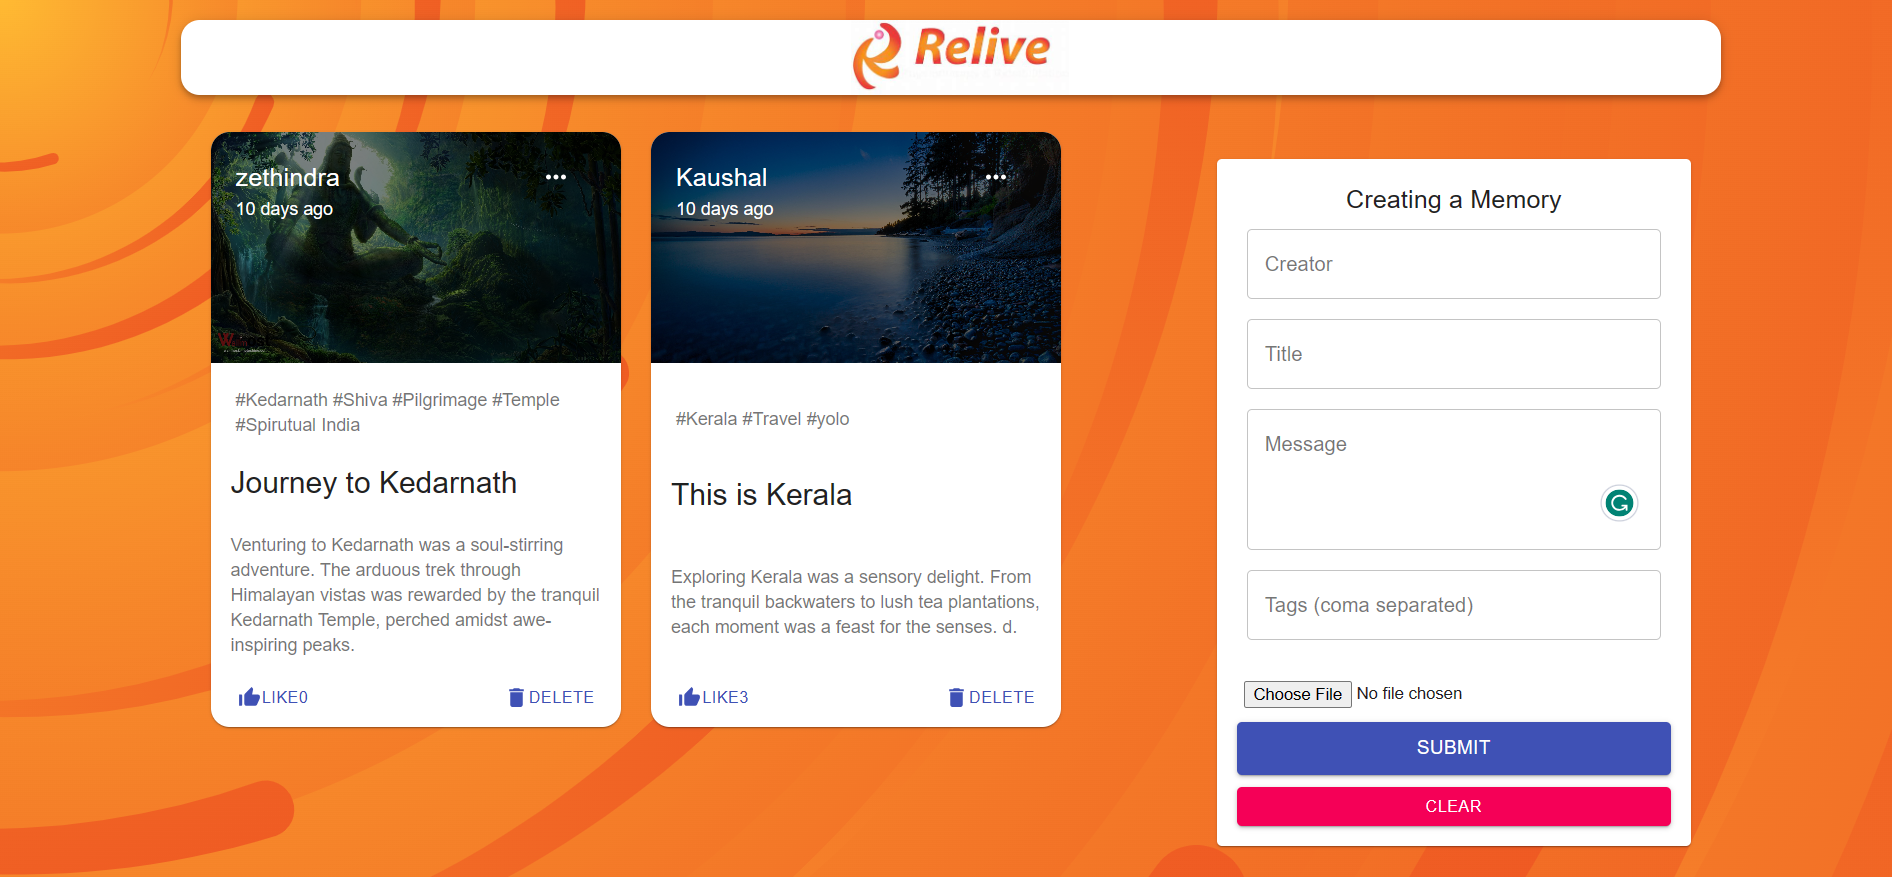 Relive
zethindra
10 days ago
#Kedarnath #Shiva #Pilgrimage #Temple
#Spirutual India
Journey to Kedarnath
Venturing to Kedarnath was a soul-stirring
adventure. The arduous trek through
Himalayan vistas was rewarded by the tranquil
Kedarnath Temple, perched amidst awe-
inspiring peaks.
LIKE0
DELETE
Kaushal
10 days ago
#Kerala #Travel #yolo
This is Kerala
Exploring Kerala was a sensory delight. From
the tranquil backwaters to lush tea plantations,
each moment was a feast for the senses. d.
LIKE3
DELETE
Creating a Memory
Creator
Title
Message
Tags (coma separated)
Choose File No file chosen
SUBMIT
CLEAR